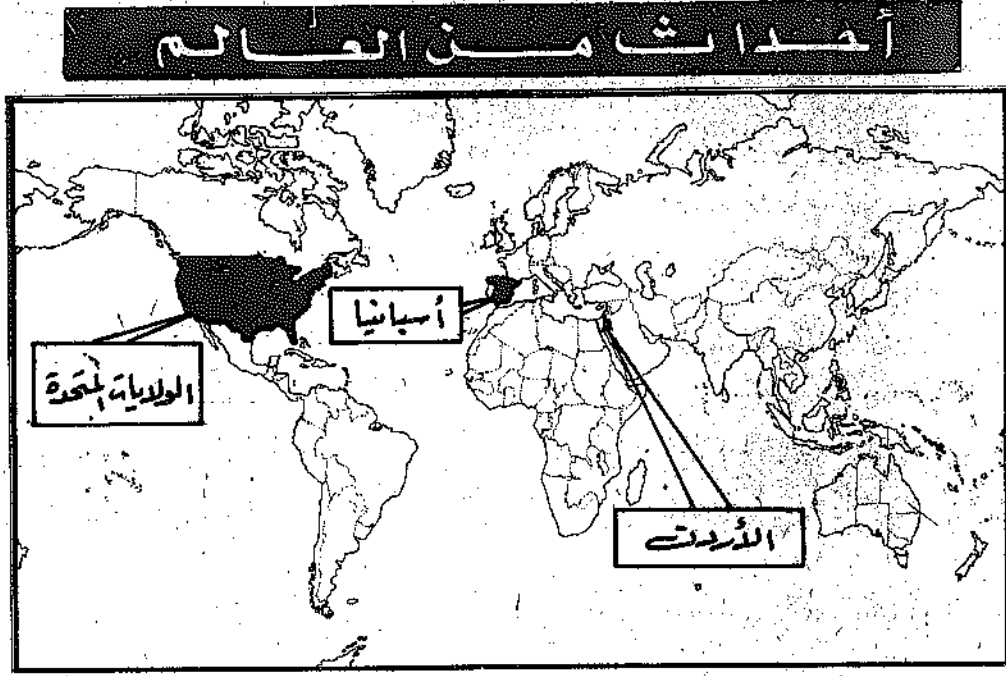 أحداث من العالم
أسبانيا
الولايات المتحدة
الأردن